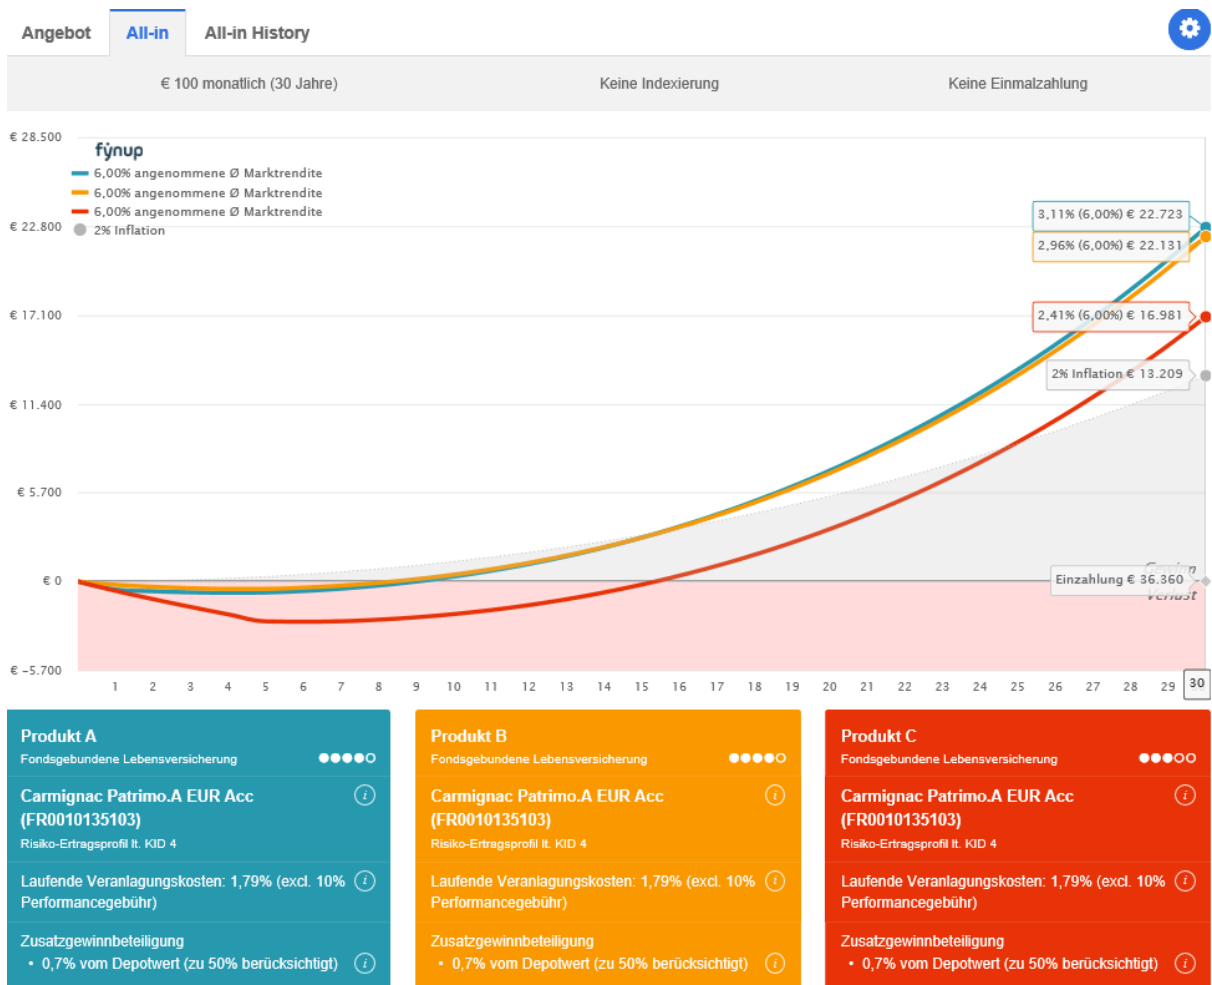 Angebot
All-in
All-in History
€ 100 monatlich (30 Jahre)
Keine Indexierung
Keine Einmalzahlung
€ 28.500
fynup
6,00% angenommene Ø Marktrendite
6,00% angenommene Ø Marktrendite
6,00% angenommene Ø Marktrendite
2% Inflation
€ 22.800
3,11% (6,00%) € 22.723
2,96% (6,00%) € 22.131
€ 17.100
2,41% (6,00%) € 16.981
2% Inflation € 13.209
€ 11.400
€ 5.700
€ 0
Gewinn
Einzahlung € 36.360
Verlust
€ -5.700
1 2 3 4 5 6 7 8 9 10 11 12 13 14 15 16 17 18 19 20 21 22 23 24 25 26 27 28 29 30
Produkt A
Fondsgebundene Lebensversicherung
Carmignac Patrimo.A EUR Acc
(FR0010135103)
Risiko-Ertragsprofil lt. KID 4
Laufende Veranlagungskosten: 1,79% (excl. 10%
Performancegebühr)
Zusatzgewinnbeteiligung
• 0,7% vom Depotwert (zu 50% berücksichtigt)
Produkt B
Fondsgebundene Lebensversicherung
Carmignac Patrimo.A EUR Acc
(FR0010135103)
Risiko-Ertragsprofil lt. KID 4
Laufende Veranlagungskosten: 1,79% (excl. 10%
Performancegebühr)
Zusatzgewinnbeteiligung
• 0,7% vom Depotwert (zu 50% berücksichtigt)
Produkt C
Fondsgebundene Lebensversicherung
Carmignac Patrimo.A EUR Acc
(FR0010135103)
Risiko-Ertragsprofil lt. KID 4
Laufende Veranlagungskosten: 1,79% (excl. 10%
Performancegebühr)
Zusatzgewinnbeteiligung
• 0,7% vom Depotwert (zu 50% berücksichtigt)